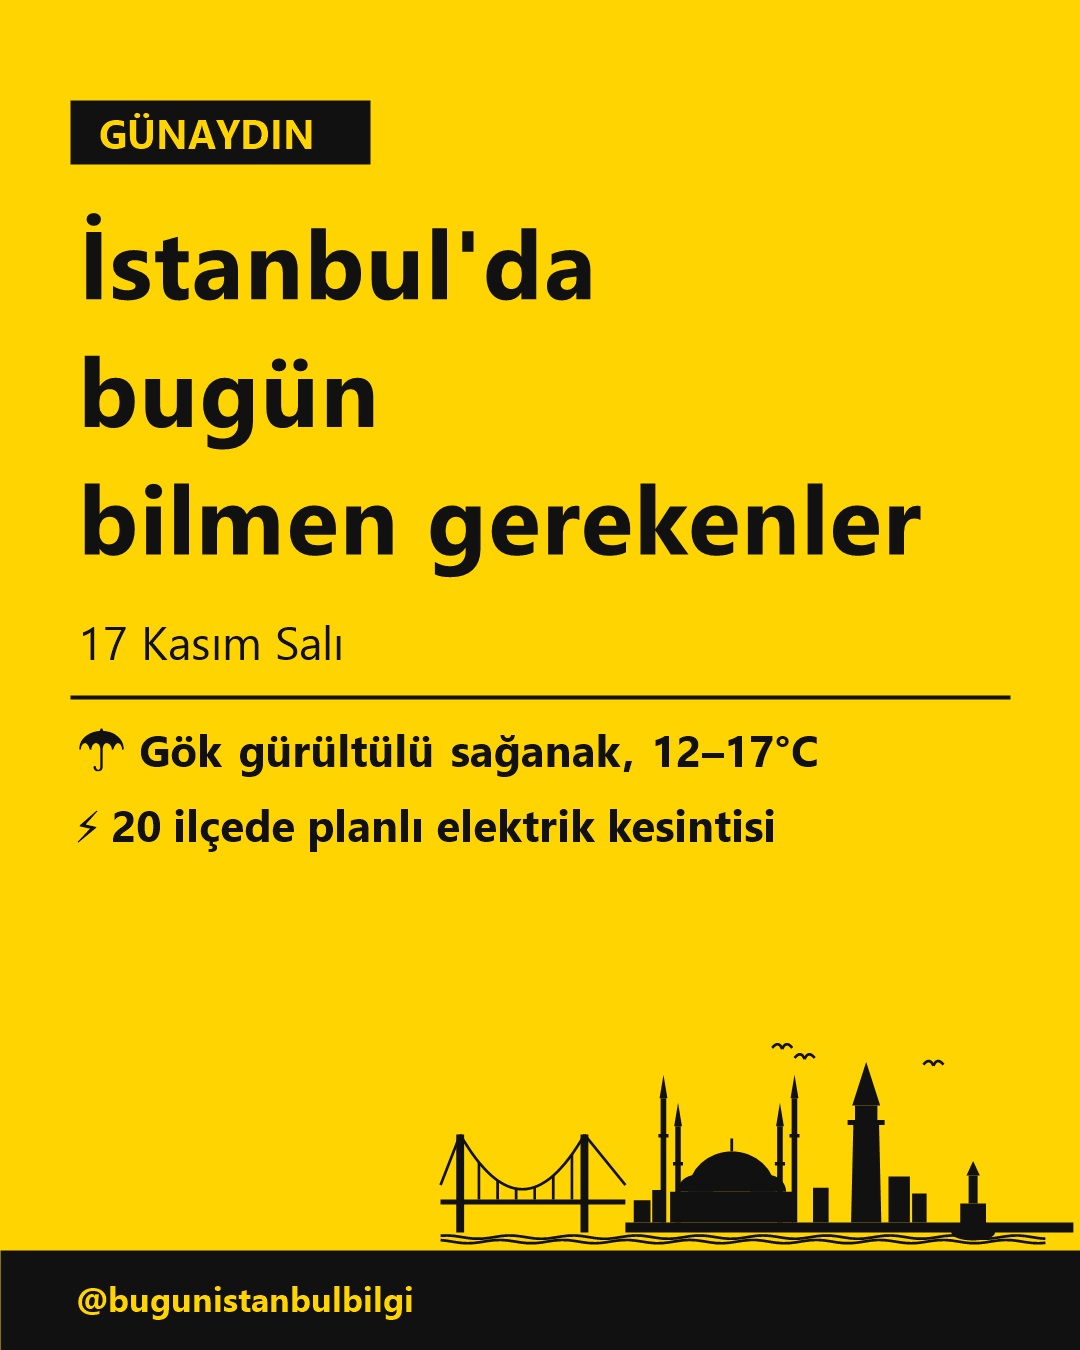 GÜNAYDIN
İstanbul'da
bugün
bilmen gerekenler
17 Kasım Salı
☂ Gök gürültülü sağanak, 12–17°C
⚡ 20 ilçede planlı elektrik kesintisi
@bugunistanbulbilgi